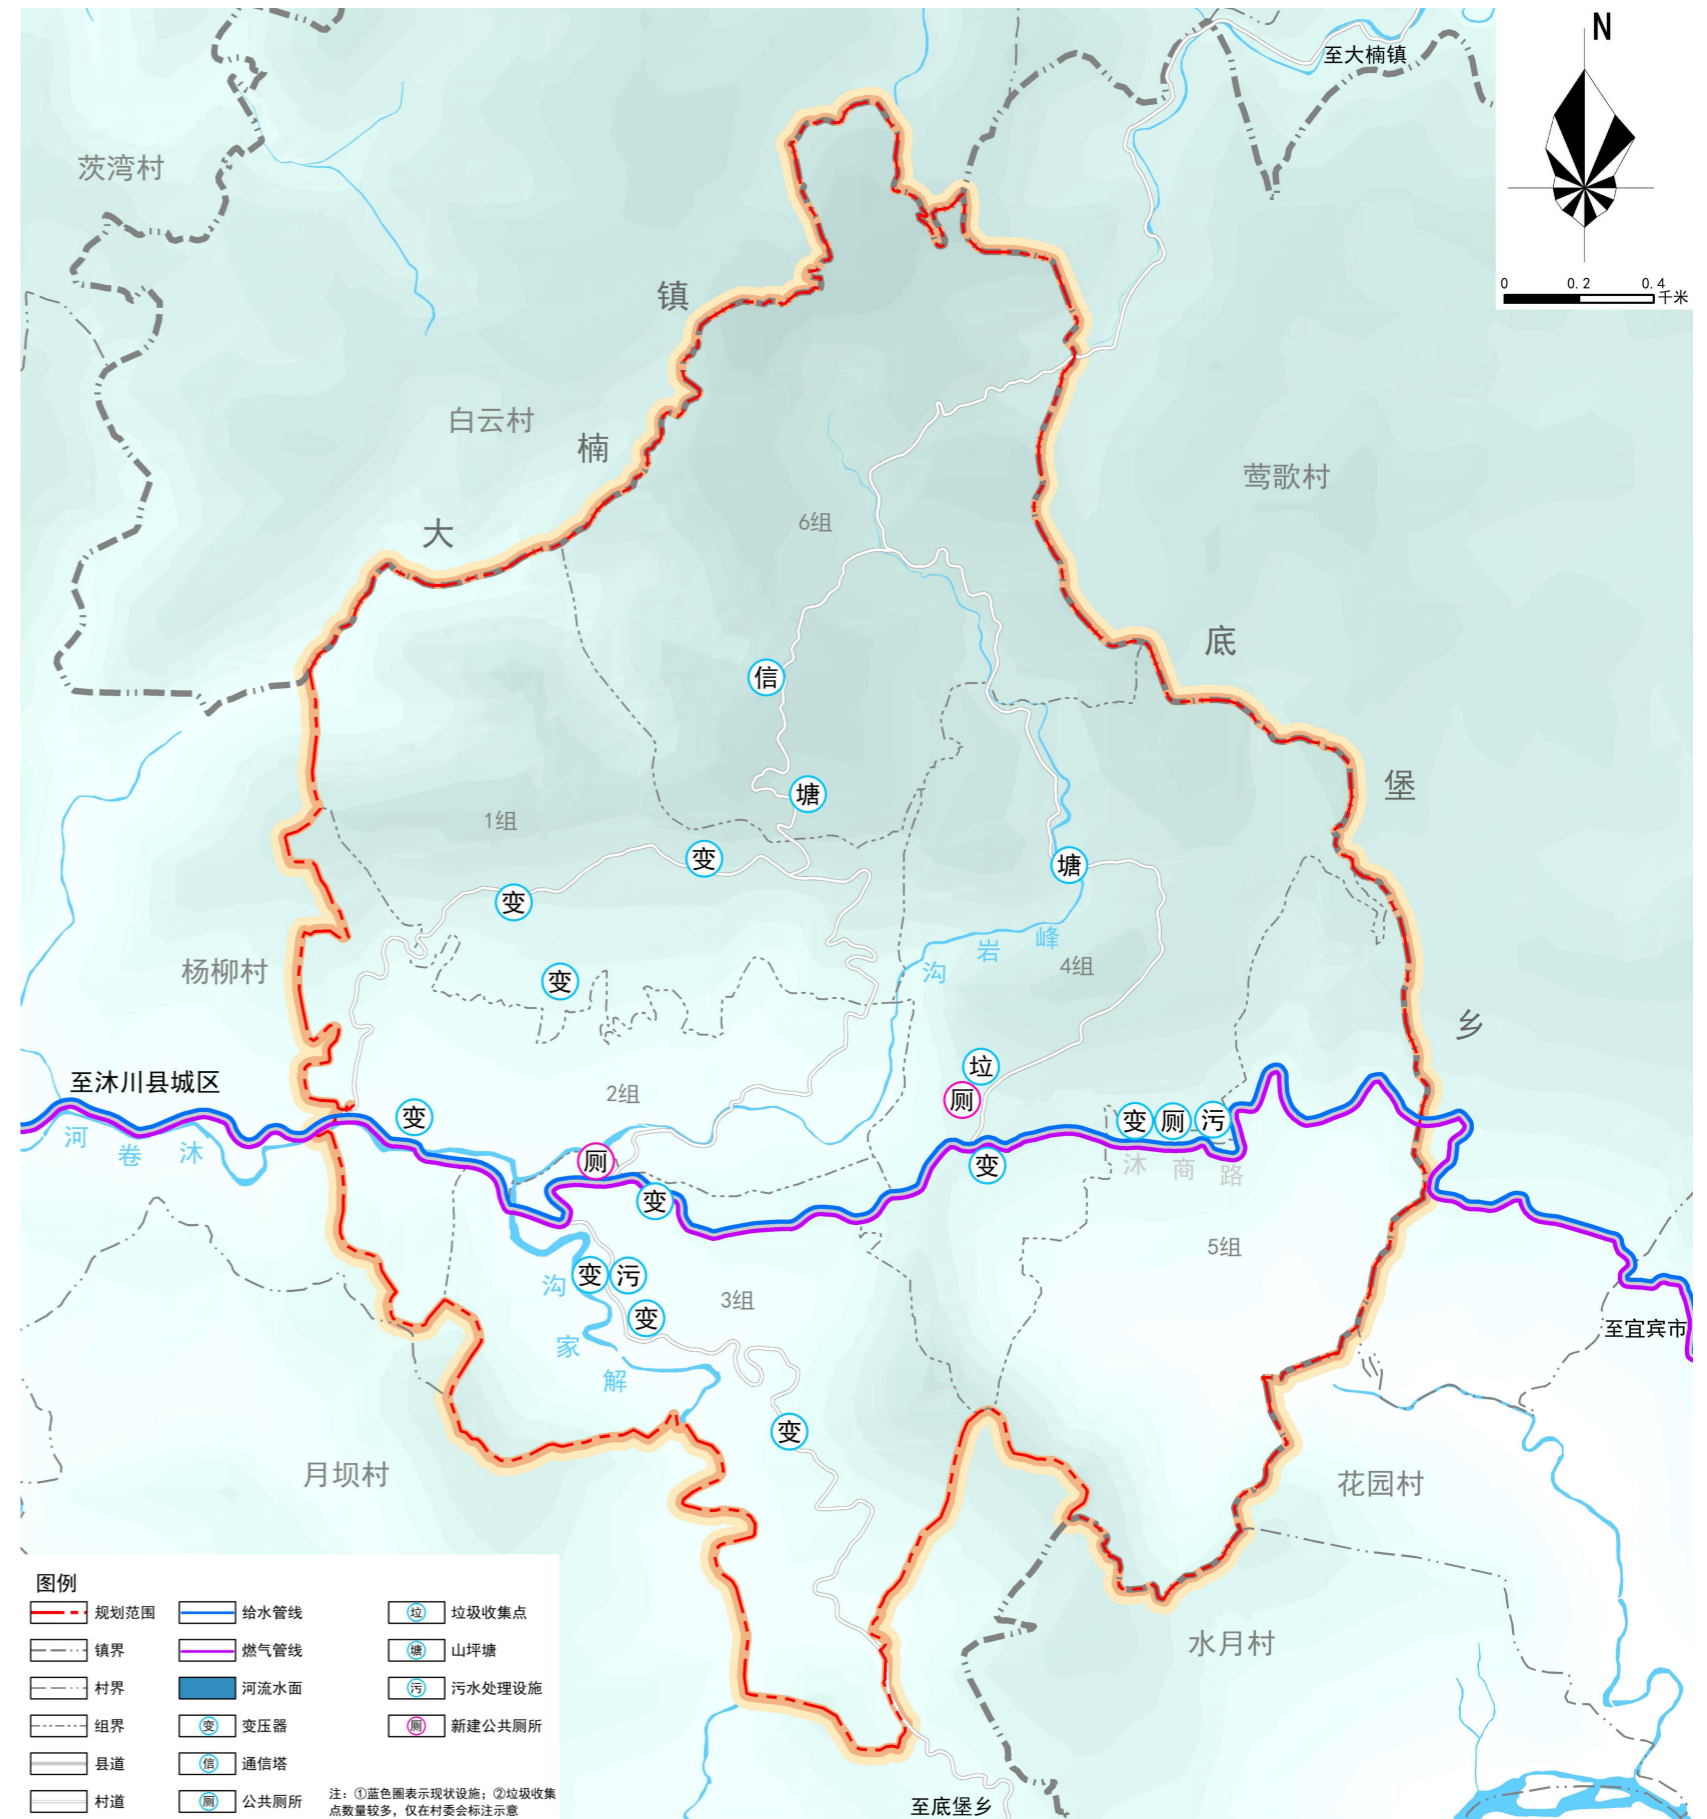 N
至大楠镇
0 0.2 0.4
千米
茨湾村
镇
白云村
楠
大
莺歌村
6组
底
信
堡
塘
1组
变
塘
变
峰
岩
沟
4组
杨柳村
变
乡
垃
至沐川县城区
2组
厕
变
变
厕
污
河
卷
沐
厕
沐
商
路
变
变
5组
变
污
沟
3组
变
家
至宜宾市
解
变
月坝村
花园村
水月村
至底堡乡
图例
规划范围
给水管线
垃
垃圾收集点
镇界
燃气管线
塘
山坪塘
村界
河流水面
污
污水处理设施
组界
变
变压器
厕
新建公共厕所
县道
信
通信塔
村道
厕
公共厕所
注：①蓝色圈表示现状设施；②垃圾收集
点数量较多，仅在村委会标注示意